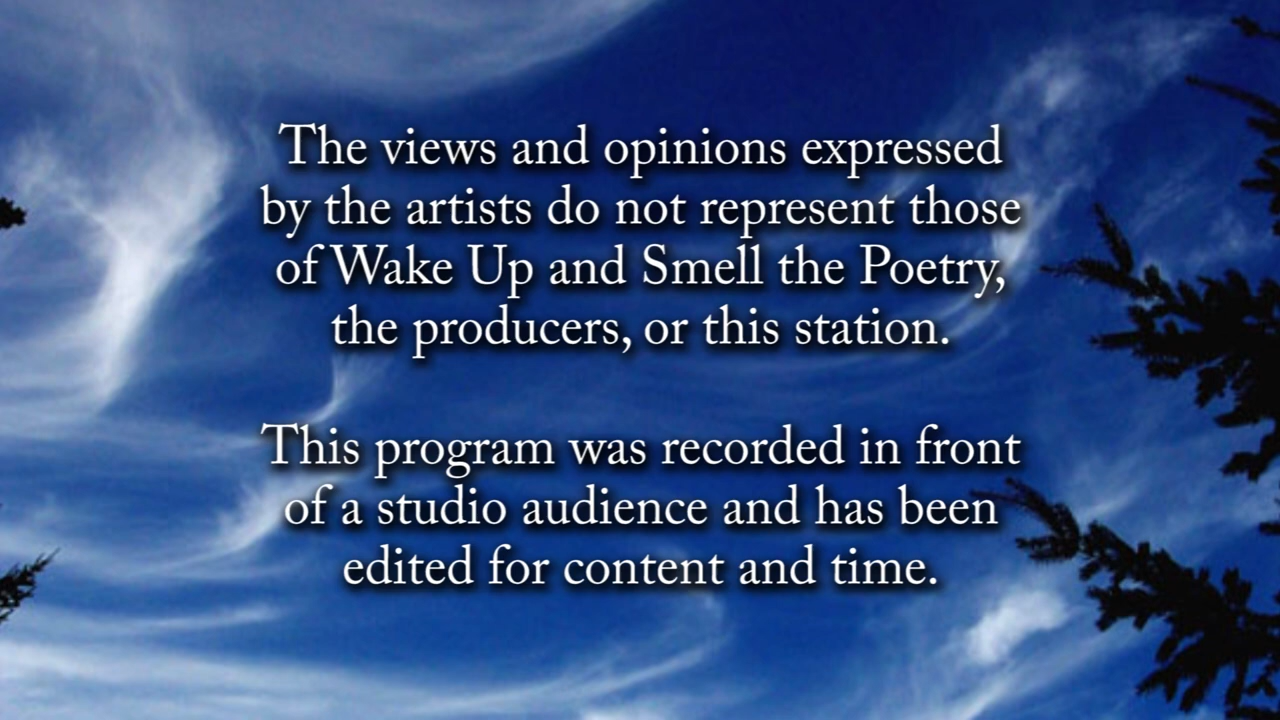 The views and opinions expressed
by the artists do not represent those
of Wake Up and Smell the Poetry,
the producers, or this station.
This program was recorded in front
of a studio audience and has been
edited for content and time.